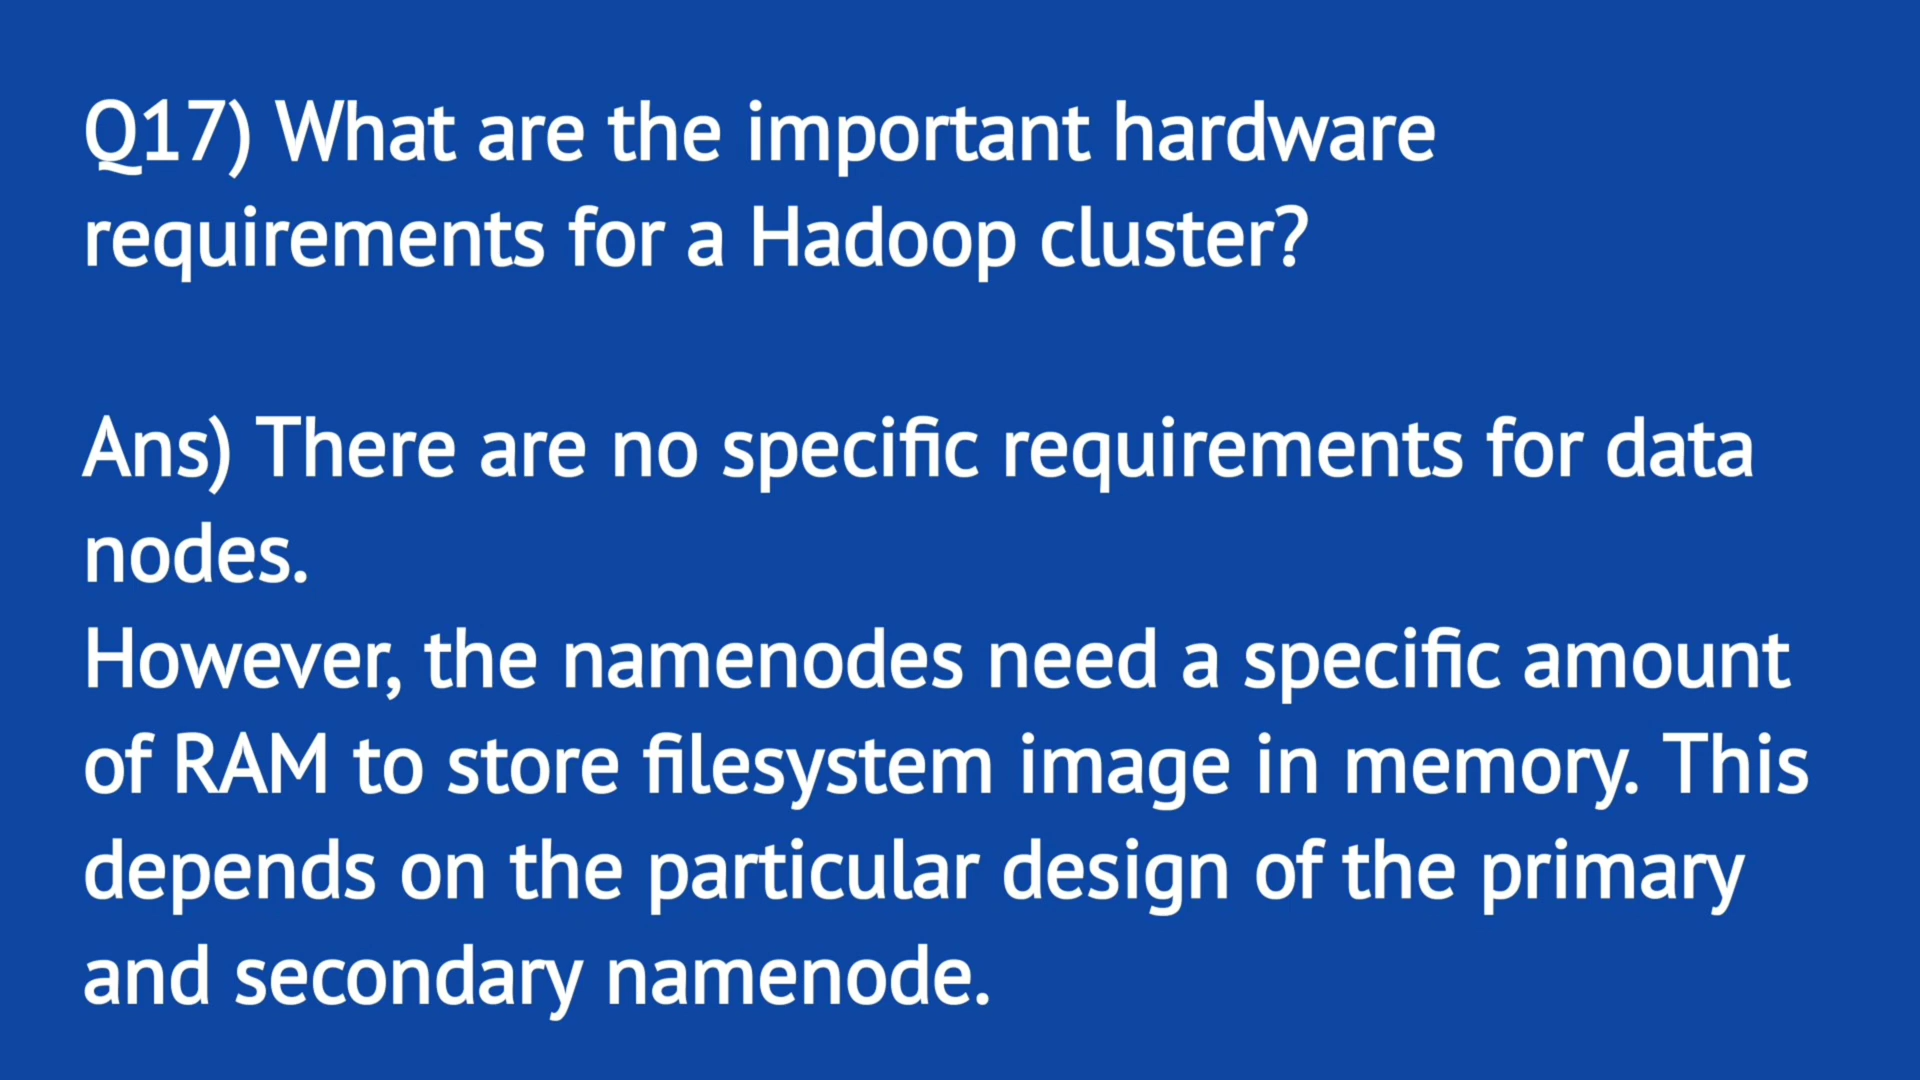 Q17) What are the important hardware
requirements for a Hadoop cluster?
Ans) There are no specific requirements for data
nodes.
However, the namenodes need a specific amount
of RAM to store filesystem image in memory. This
depends on the particular design of the primary
and secondary namenode.